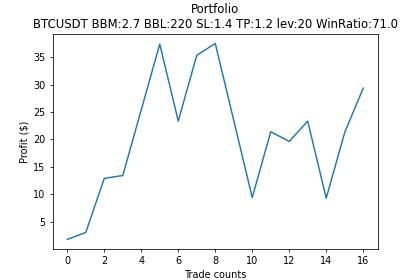 Portfolio
BTCUSDT BBM:2.7 BBL:220 SL:1.4 TP:1.2 lev:20 WinRatio:71.0
35
30
25
20
15
10
5
Profit ($)
0 2 4 6 8 10 12 14 16
Trade counts